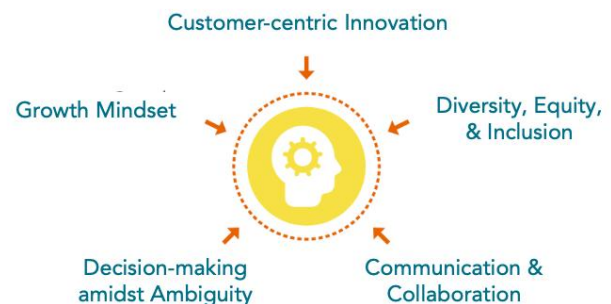 Customer-centric Innovation
Growth Mindset
Diversity, Equity,
& Inclusion
Decision-making
amidst Ambiguity
Communication &
Collaboration